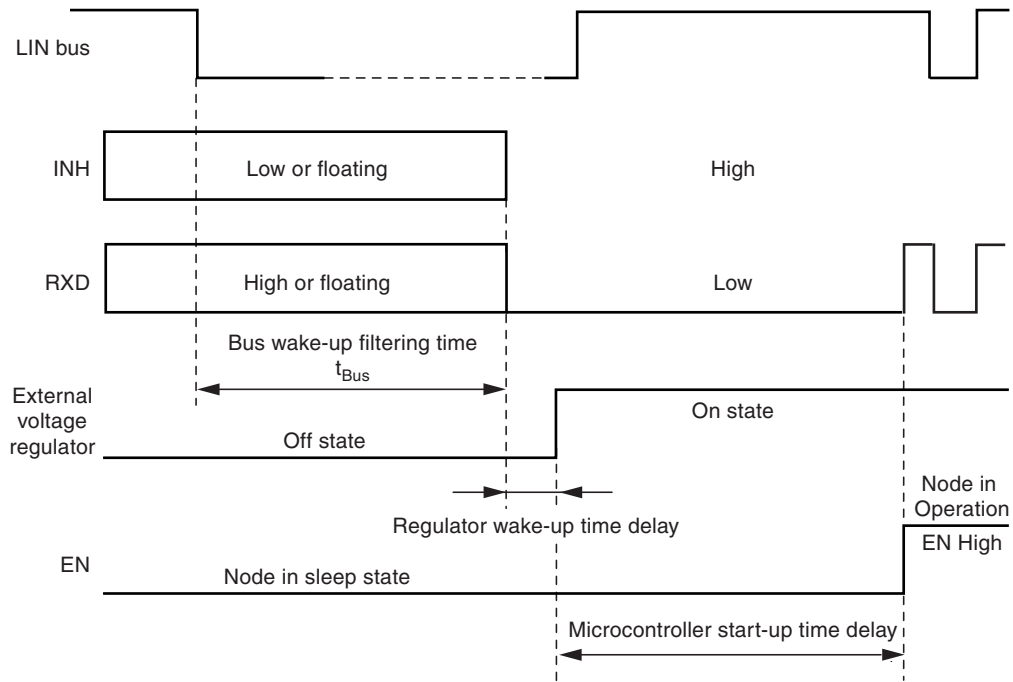 LIN bus
INH
Low or floating
High
RXD
High or floating
Low
Bus wake-up filtering time
tBus
External
voltage
regulator
Off state
On state
Regulator wake-up time delay
Node in
Operation
EN High
EN
Node in sleep state
Microcontroller start-up time delay